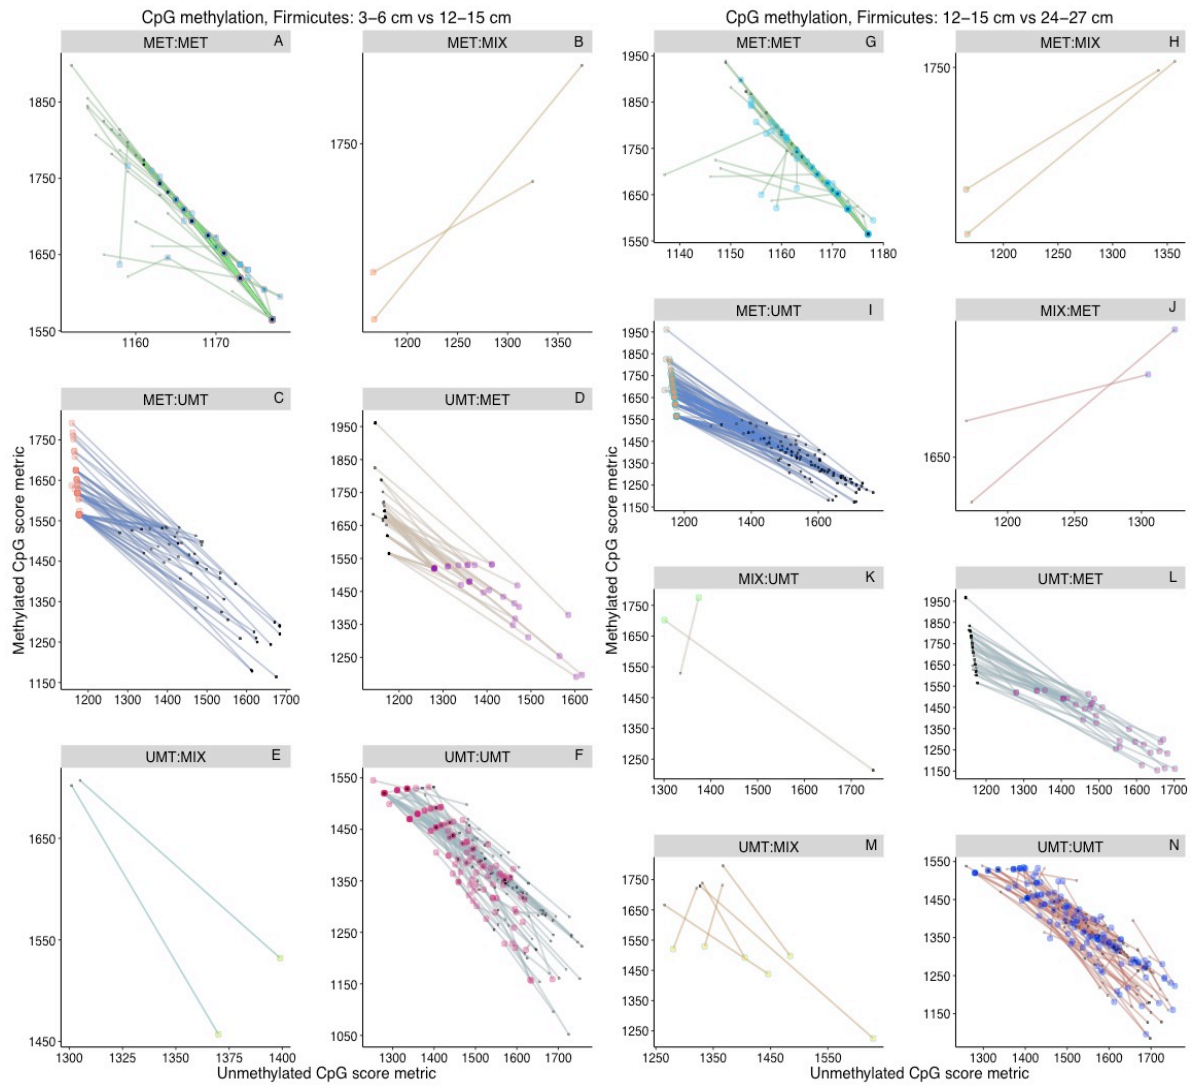 CpG methylation, Firmicutes: 3−6 cm vs 12−15 cm
CpG methylation, Firmicutes: 12−15 cm vs 24−27 cm
MET:MET A
1850
1750
1650
1550
1160 1170
MET:MIX B
1750
1200 1250 1300 1350
MET:MET G
1950
1850
1750
1650
1550
1140 1150 1160 1170 1180
MET:MIX H
1750
1200 1250 1300 1350
MET:UMT C
1750
1650
1550
1450
1350
1250
1150
1200 1300 1400 1500 1600 1700
UMT:MET D
1950
1850
1750
1650
1550
1450
1350
1250
1200 1300 1400 1500 1600
MET:UMT I
1950
1850
1750
1650
1550
1450
1350
1250
1150
1200 1400 1600
MIX:MET J
1650
1200 1250 1300
MIX:UMT K
1750
1650
1550
1450
1350
1250
1300 1400 1500 1600 1700
UMT:MET L
1950
1850
1750
1650
1550
1450
1350
1250
1150
1200 1300 1400 1500 1600 1700
UMT:MIX E
1650
1550
1450
1300 1325 1350 1375 1400
UMT:UMT F
1550
1450
1350
1250
1150
1050
1300 1400 1500 1600 1700
UMT:MIX M
1750
1650
1550
1450
1350
1250
1250 1350 1450 1550
UMT:UMT N
1550
1450
1350
1250
1150
1300 1400 1500 1600 1700
Methylated CpG score metric
Methylated CpG score metric
Unmethylated CpG score metric
Unmethylated CpG score metric